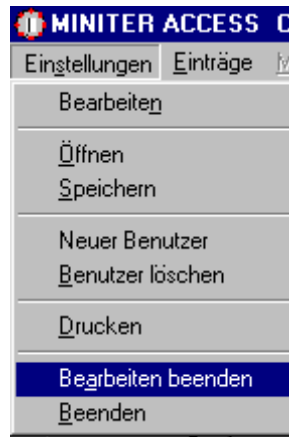 MINITER ACCESS C
Einstellungen Einträge M
Bearbeiten
Öffnen
Speichern
Neuer Benutzer
Benutzer löschen
Drucken
Bearbeiten beenden
Beenden